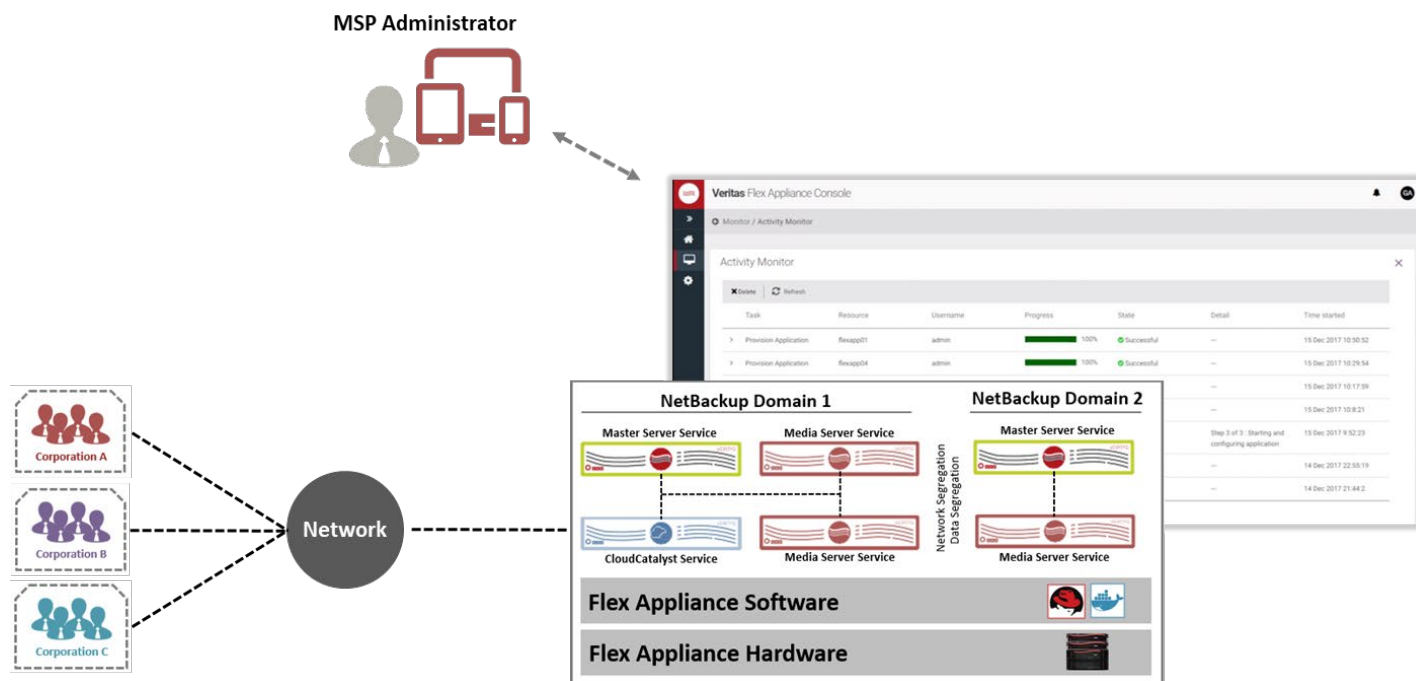 MSP Administrator
Veritas Flex Appliance Console
GA
Monitor / Activity Monitor
Activity Monitor
Delete
Refresh
Task Resource Username Progress State Detail Time started
Provision Application flexapp01 admin 100% Successful --- 15 Dec 2017 10:50:52
Provision Application flexapp04 admin 100% Successful --- 15 Dec 2017 10:29:54
--- 15 Dec 2017 10:17:59
--- 15 Dec 2017 10:8:21
Step 3 of 3 : Starting and 15 Dec 2017 9:52:23
configuring application
--- 14 Dec 2017 22:55:19
--- 14 Dec 2017 21:44:2
Corporation A
Corporation B
Corporation C
Network
NetBackup Domain 1
Master Server Service
Media Server Service
CloudCatalyst Service
Media Server Service
Network Segregation
Data Segregation
NetBackup Domain 2
Master Server Service
Media Server Service
Flex Appliance Software
Flex Appliance Hardware